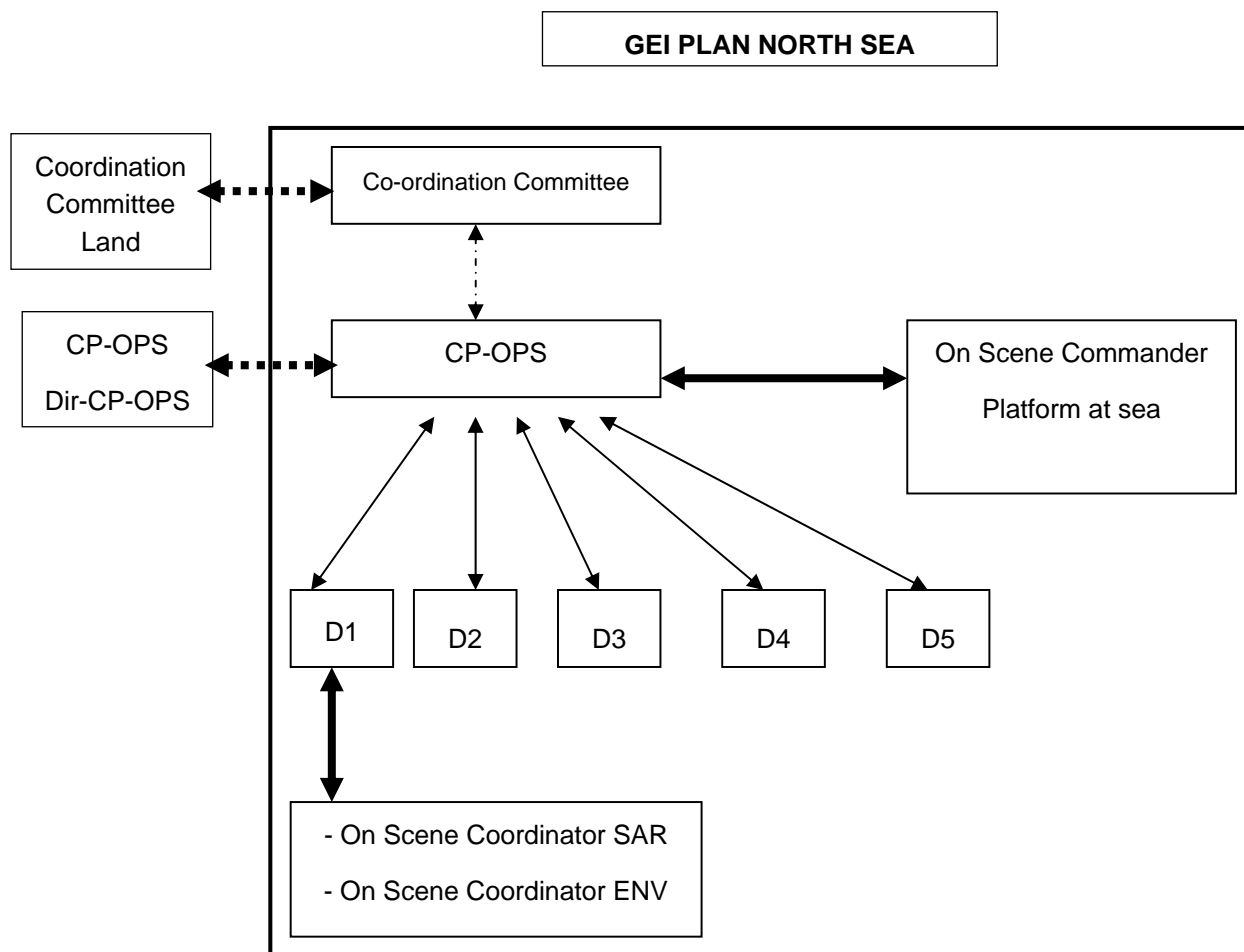 GEI PLAN NORTH SEA
Coordination
Committee
Land
Co-ordination Committee
CP-OPS
Dir-CP-OPS
CP-OPS
On Scene Commander
Platform at sea
D1
D2
D3
D4
D5
- On Scene Coordinator SAR
- On Scene Coordinator ENV